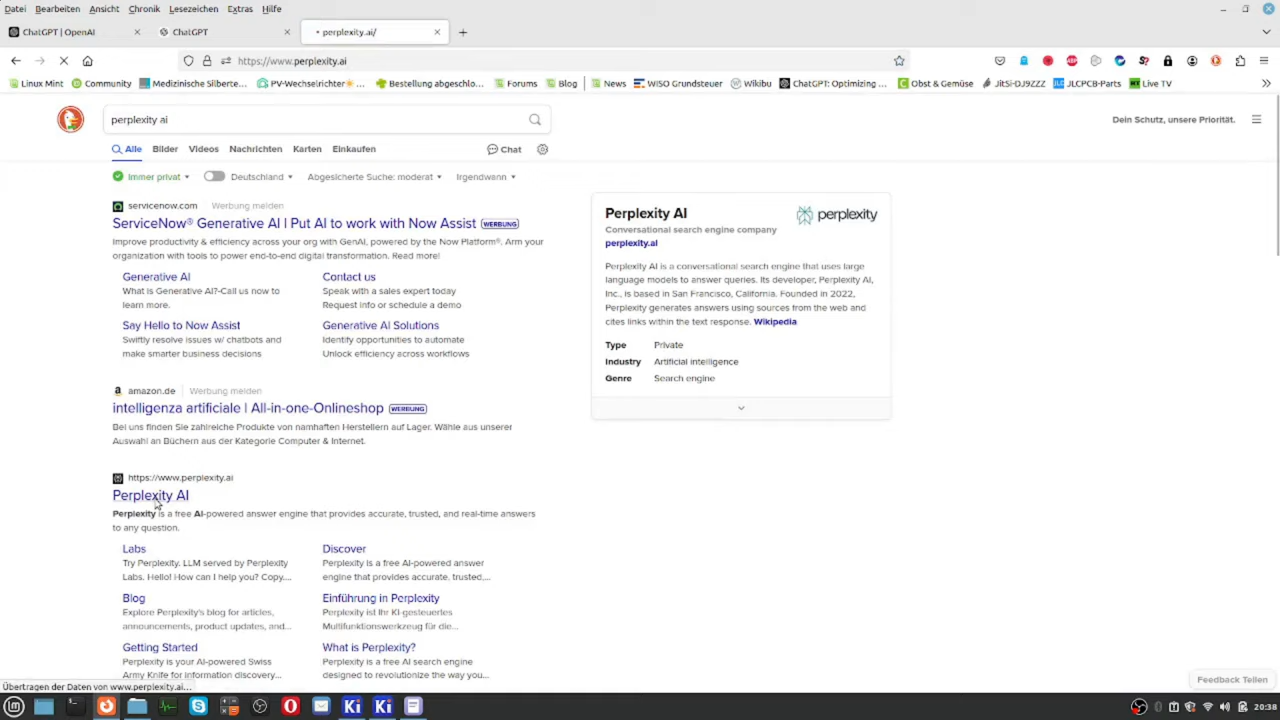 Datei Bearbeiten Ansicht Chronik Lesezeichen Extras Hilfe
ChatGPT | OpenAI ChatGPT perplexity.ai/
https://www.perplexity.ai
Linux Mint Community Medizinische Silberte... PV-Wechselrichter ... Bestellung abgeschlo... Forums Blog News WISO Grundsteuer Wikibu ChatGPT: Optimizing ... Obst & Gemüse JitSi-DJ9ZZZ JLCPCB-Parts Live TV
perplexity ai
Dein Schutz, unsere Priorität.
Alle Bilder Videos Nachrichten Karten Einkaufen Chat
Immer privat Deutschland Abgesicherte Suche: moderat Irgendwann
servicenow.com Werbung melden
ServiceNow® Generative AI | Put AI to work with Now Assist WERBUNG
Improve productivity & efficiency across your org with GenAI, powered by the Now Platform®. Arm your
organization with tools to power end-to-end digital transformation. Read more!
Generative AI
What is Generative AI?-Call us now to
learn more.
Contact us
Speak with a sales expert today
Request info or schedule a demo
Say Hello to Now Assist
Swiftly resolve issues w/ chatbots and
make smarter business decisions
Generative AI Solutions
Identify opportunities to automate
Unlock efficiency across workflows
amazon.de Werbung melden
intelligenza artificiale | All-in-one-Onlineshop WERBUNG
Bei uns finden Sie zahlreiche Produkte von namhaften Herstellern auf Lager. Wähle aus unserer
Auswahl an Büchern aus der Kategorie Computer & Internet.
https://www.perplexity.ai
Perplexity AI
Perplexity is a free AI-powered answer engine that provides accurate, trusted, and real-time answers
to any question.
Labs
Try Perplexity. LLM served by Perplexity
Labs. Hello! How can I help you? Copy....
Discover
Perplexity is a free AI-powered answer
engine that provides accurate, trusted,...
Blog
Explore Perplexity's blog for articles,
announcements, product updates, and...
Einführung in Perplexity
Perplexity ist Ihr KI-gesteuertes
Multifunktionswerkzeug für die...
Getting Started
Perplexity is your AI-powered Swiss
Army Knife for information discovery...
What is Perplexity?
Perplexity is a free AI search engine
designed to revolutionize the way you...
Perplexity AI
perplexity
Conversational search engine company
perplexity.ai
Perplexity AI is a conversational search engine that uses large
language models to answer queries. Its developer, Perplexity AI,
Inc., is based in San Francisco, California. Founded in 2022,
Perplexity generates answers using sources from the web and
cites links within the text response. Wikipedia
Type Private
Industry Artificial intelligence
Genre Search engine
Feedback Teilen
Übertragen der Daten von www.perplexity.ai...
Ki Ki
20:38